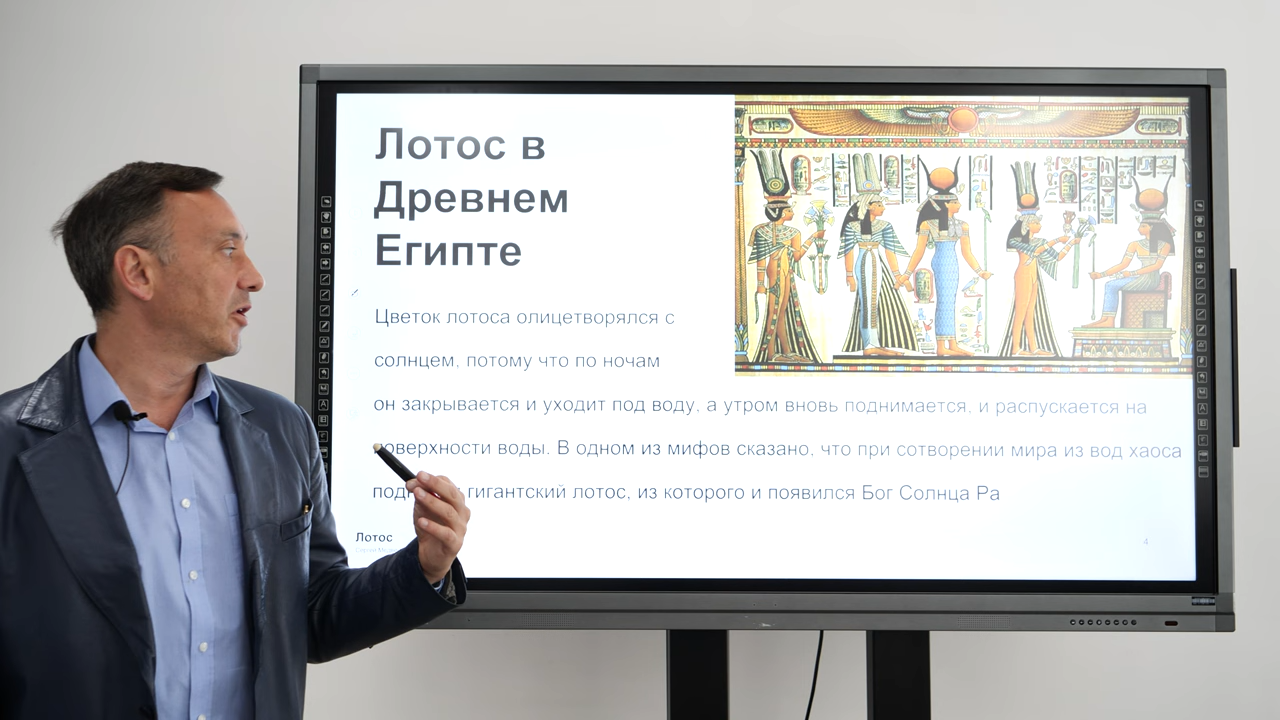 Лотос в
Древнем
Египте
Цветок лотоса олицетворялся с
солнцем, потому что по ночам
он закрывается и уходит под воду, а утром вновь поднимается, и распускается на
поверхности воды. В одном из мифов сказано, что при сотворении мира из вод хаоса
гигантский лотос, из которого и появился Бог Солнца Ра
Лотос
4